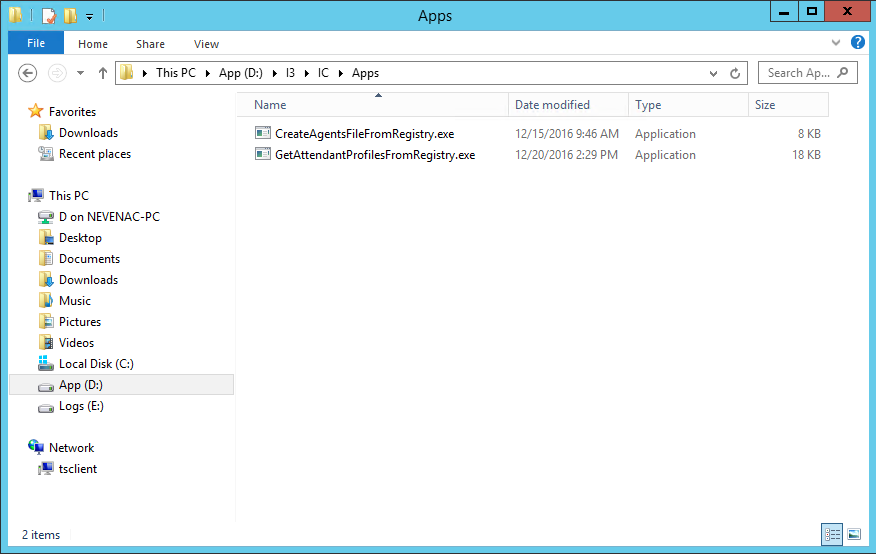 Apps
File Home Share View
This PC App (D:) I3 IC Apps
Search Ap...
Name Date modified Type Size
Favorites
Downloads
Recent places
This PC
D on NEVENAC-PC
Desktop
Documents
Downloads
Music
Pictures
Videos
Local Disk (C:)
App (D:)
Logs (E:)
Network
tsclient
CreateAgentsFileFromRegistry.exe 12/15/2016 9:46 AM Application 8 KB
GetAttendantProfilesFromRegistry.exe 12/20/2016 2:29 PM Application 18 KB
2 items